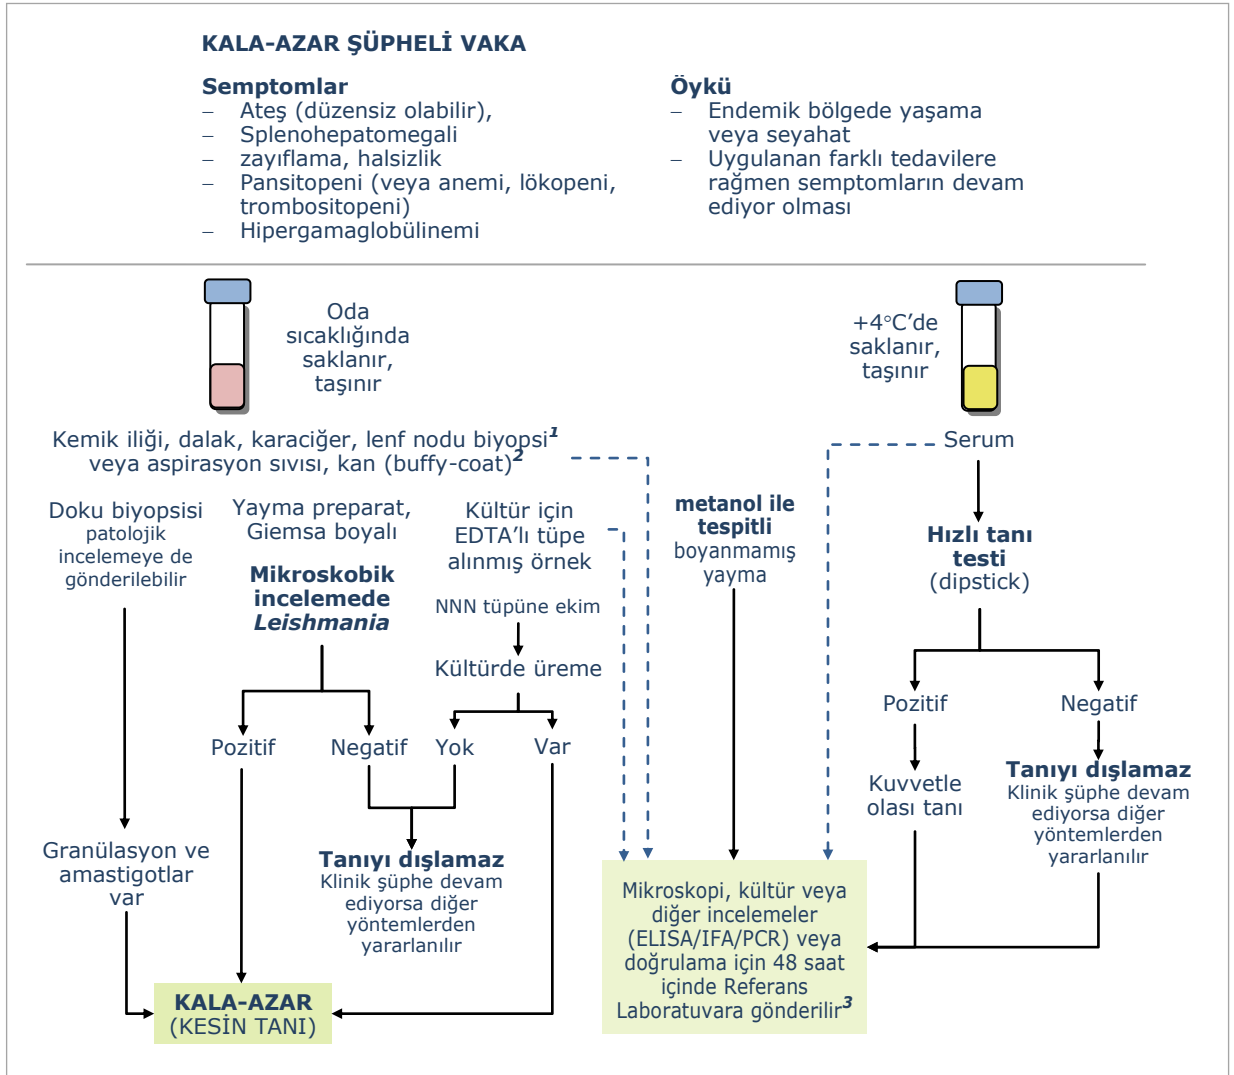 KALA-AZAR ŞÜPHELİ VAKA
Semptomlar
– Ateş (düzensiz olabilir),
– Splenohepatomegali
– zayıflama, halsizlik
– Pansitopeni (veya anemi, lökopeni,
trombositopeni)
– Hipergamaglobülinemi
Öykü
– Endemik bölgede yaşama
veya seyahat
– Uygulanan farklı tedavilere
rağmen semptomların devam
ediyor olması
Oda
sıcaklığında
saklanır,
taşınır
+4°C’de
saklanır,
taşınır
Kemik iliği, dalak, karaciğer, lenf nodu biyopsi1
veya aspirasyon sıvısı, kan (buffy-coat)2
Serum
Doku biyopsisi
patolojik
incelemeye de
gönderilebilir
Yayma preparat,
Giemsa boyalı
Mikroskobik
incelemede
Leishmania
Kültür için
EDTA’lı tüpe
alınmış örnek
NNN tüpüne ekim
Kültürde üreme
metanol ile
tespitli
boyanmamış
yayma
Hızlı tanı
testi
(dipstick)
Pozitif
Negatif
Yok
Var
Pozitif
Negatif
Kuvvetle
olası tanı
Tanıyı dışlamaz
Klinik şüphe devam
ediyorsa diğer
yöntemlerden
yararlanılır
Granülasyon ve
amastigotlar
var
Tanıyı dışlamaz
Klinik şüphe devam
ediyorsa diğer
yöntemlerden
yararlanılır
Mikroskopi, kültür veya
diğer incelemeler
(ELISA/IFA/PCR) veya
doğrulama için 48 saat
içinde Referans
Laboratuvara gönderilir3
KALA-AZAR
(KESİN TANI)